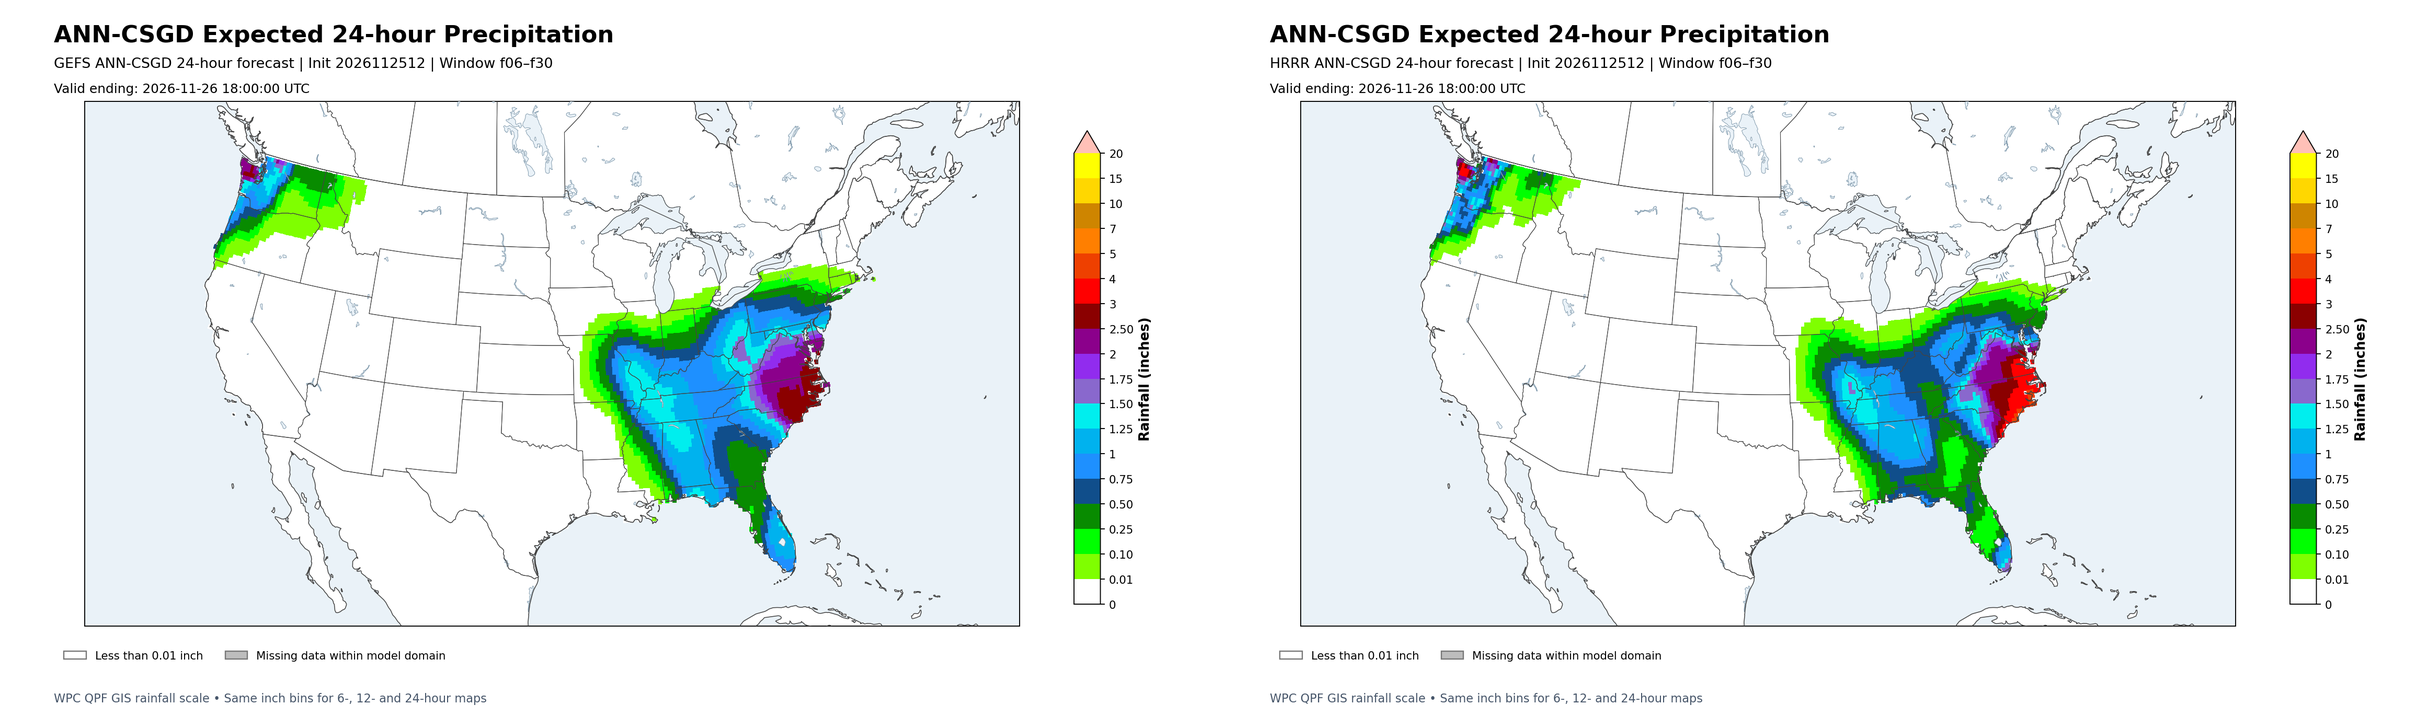 ANN-CSGD Expected 24-hour Precipitation
GEFS ANN-CSGD 24-hour forecast | Init 2026112512 | Window f06–f30
Valid ending: 2026-11-26 18:00:00 UTC
20
15
10
7
5
4
3
2.50
2
1.75
1.50
1.25
1
0.75
0.50
0.25
0.10
0.01
0
Rainfall (inches)
Less than 0.01 inch
Missing data within model domain
WPC QPF GIS rainfall scale • Same inch bins for 6-, 12- and 24-hour maps
ANN-CSGD Expected 24-hour Precipitation
HRRR ANN-CSGD 24-hour forecast | Init 2026112512 | Window f06–f30
Valid ending: 2026-11-26 18:00:00 UTC
20
15
10
7
5
4
3
2.50
2
1.75
1.50
1.25
1
0.75
0.50
0.25
0.10
0.01
0
Rainfall (inches)
Less than 0.01 inch
Missing data within model domain
WPC QPF GIS rainfall scale • Same inch bins for 6-, 12- and 24-hour maps